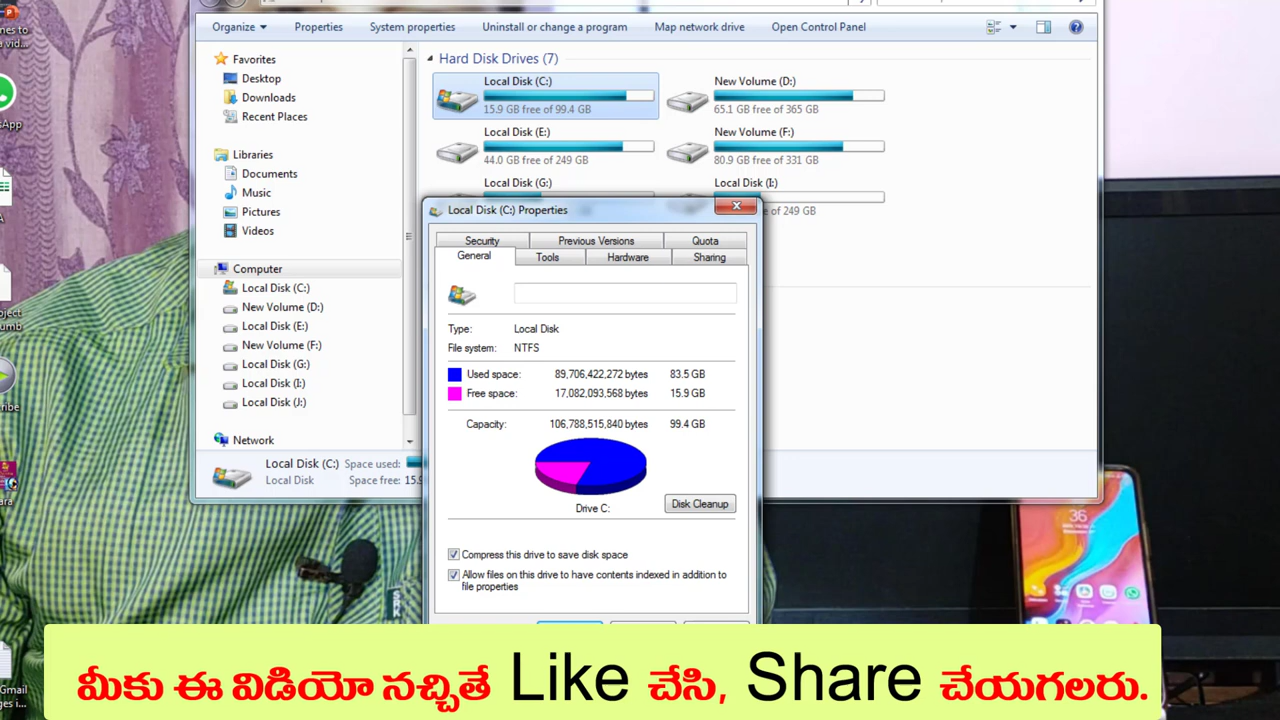 Organize
Properties
System properties
Uninstall or change a program
Map network drive
Open Control Panel
Favorites
Desktop
Downloads
Recent Places
Libraries
Documents
Music
Pictures
Videos
Computer
Local Disk (C:)
New Volume (D:)
Local Disk (E:)
New Volume (F:)
Local Disk (G:)
Local Disk (I:)
Local Disk (J:)
Network
Hard Disk Drives (7)
Local Disk (C:)
15.9 GB free of 99.4 GB
New Volume (D:)
65.1 GB free of 365 GB
Local Disk (E:)
44.0 GB free of 249 GB
New Volume (F:)
80.9 GB free of 331 GB
Local Disk (G:)
Local Disk (I:)
of 249 GB
Local Disk (C:) Space used:
Local Disk Space free: 15.9
Local Disk (C:) Properties
Security
Previous Versions
Quota
General
Tools
Hardware
Sharing
Type: Local Disk
File system: NTFS
Used space: 89,706,422,272 bytes 83.5 GB
Free space: 17,082,093,568 bytes 15.9 GB
Capacity: 106,788,515,840 bytes 99.4 GB
Drive C:
Disk Cleanup
Compress this drive to save disk space
Allow files on this drive to have contents indexed in addition to
file properties
36
SRK
Gmail
మీకు ఈ విడియో నచ్చితే Like చేసి, Share చేయగలరు.